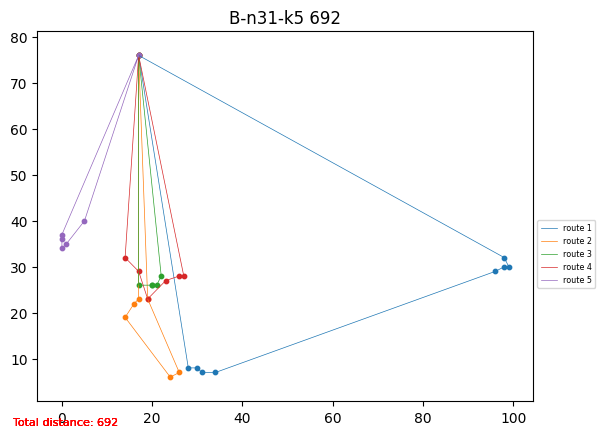 B-n31-k5 692
80
70
60
50
40
30
20
10
0 20 40 60 80 100
route 1
route 2
route 3
route 4
route 5
Total distance: 692